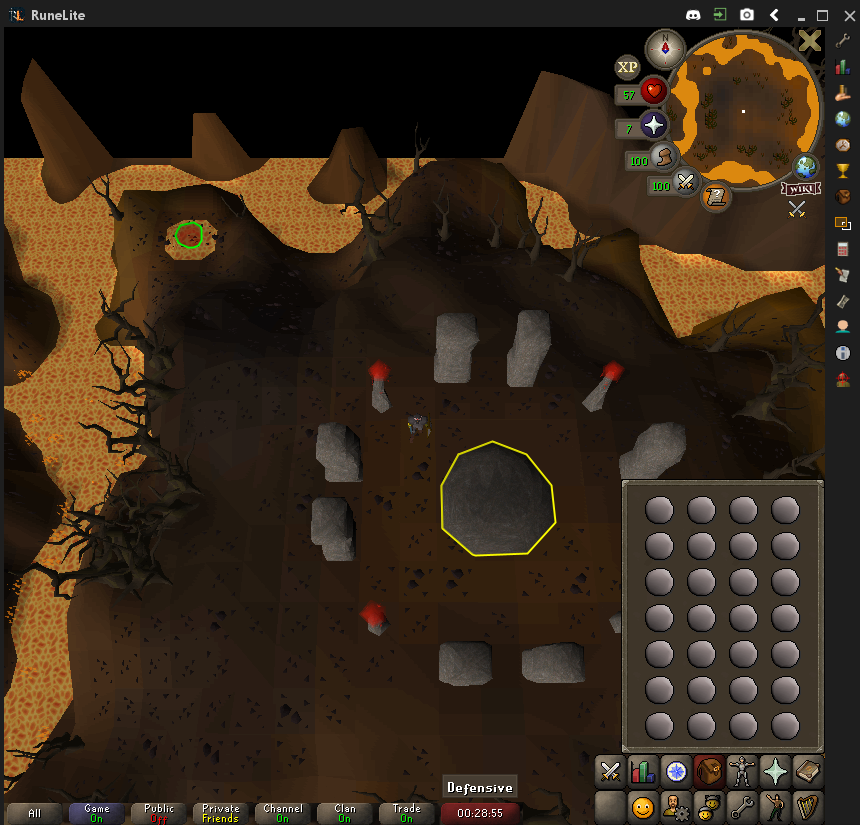 RuneLite
N
XP
57
7
100
100
WIKI
Defensive
All
Game
On
Public
Off
Private
Friends
Channel
On
Clan
On
Trade
On
00:28:55